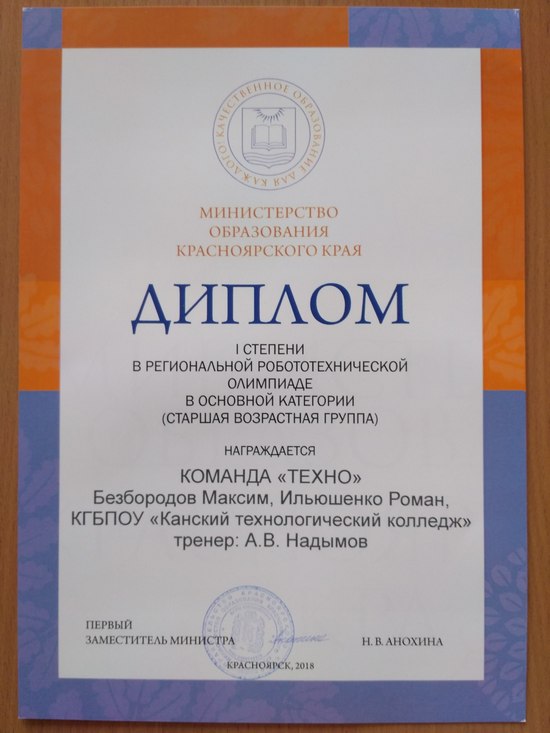 КАЧЕСТВЕННОЕ ОБРАЗОВАНИЕ ДЛЯ КАЖДОГО!
МИНИСТЕРСТВО
ОБРАЗОВАНИЯ
КРАСНОЯРСКОГО КРАЯ
ДИПЛОМ
I СТЕПЕНИ
В РЕГИОНАЛЬНОЙ РОБОТОТЕХНИЧЕСКОЙ
ОЛИМПИАДЕ
В ОСНОВНОЙ КАТЕГОРИИ
(СТАРШАЯ ВОЗРАСТНАЯ ГРУППА)
НАГРАЖДАЕТСЯ
КОМАНДА «ТЕХНО»
Безбородов Максим, Ильюшенко Роман,
КГБПОУ «Канский технологический колледж»
тренер: А.В. Надымов
ПЕРВЫЙ
ЗАМЕСТИТЕЛЬ МИНИСТРА
Н. В. АНОХИНА
КРАСНОЯРСК, 2018